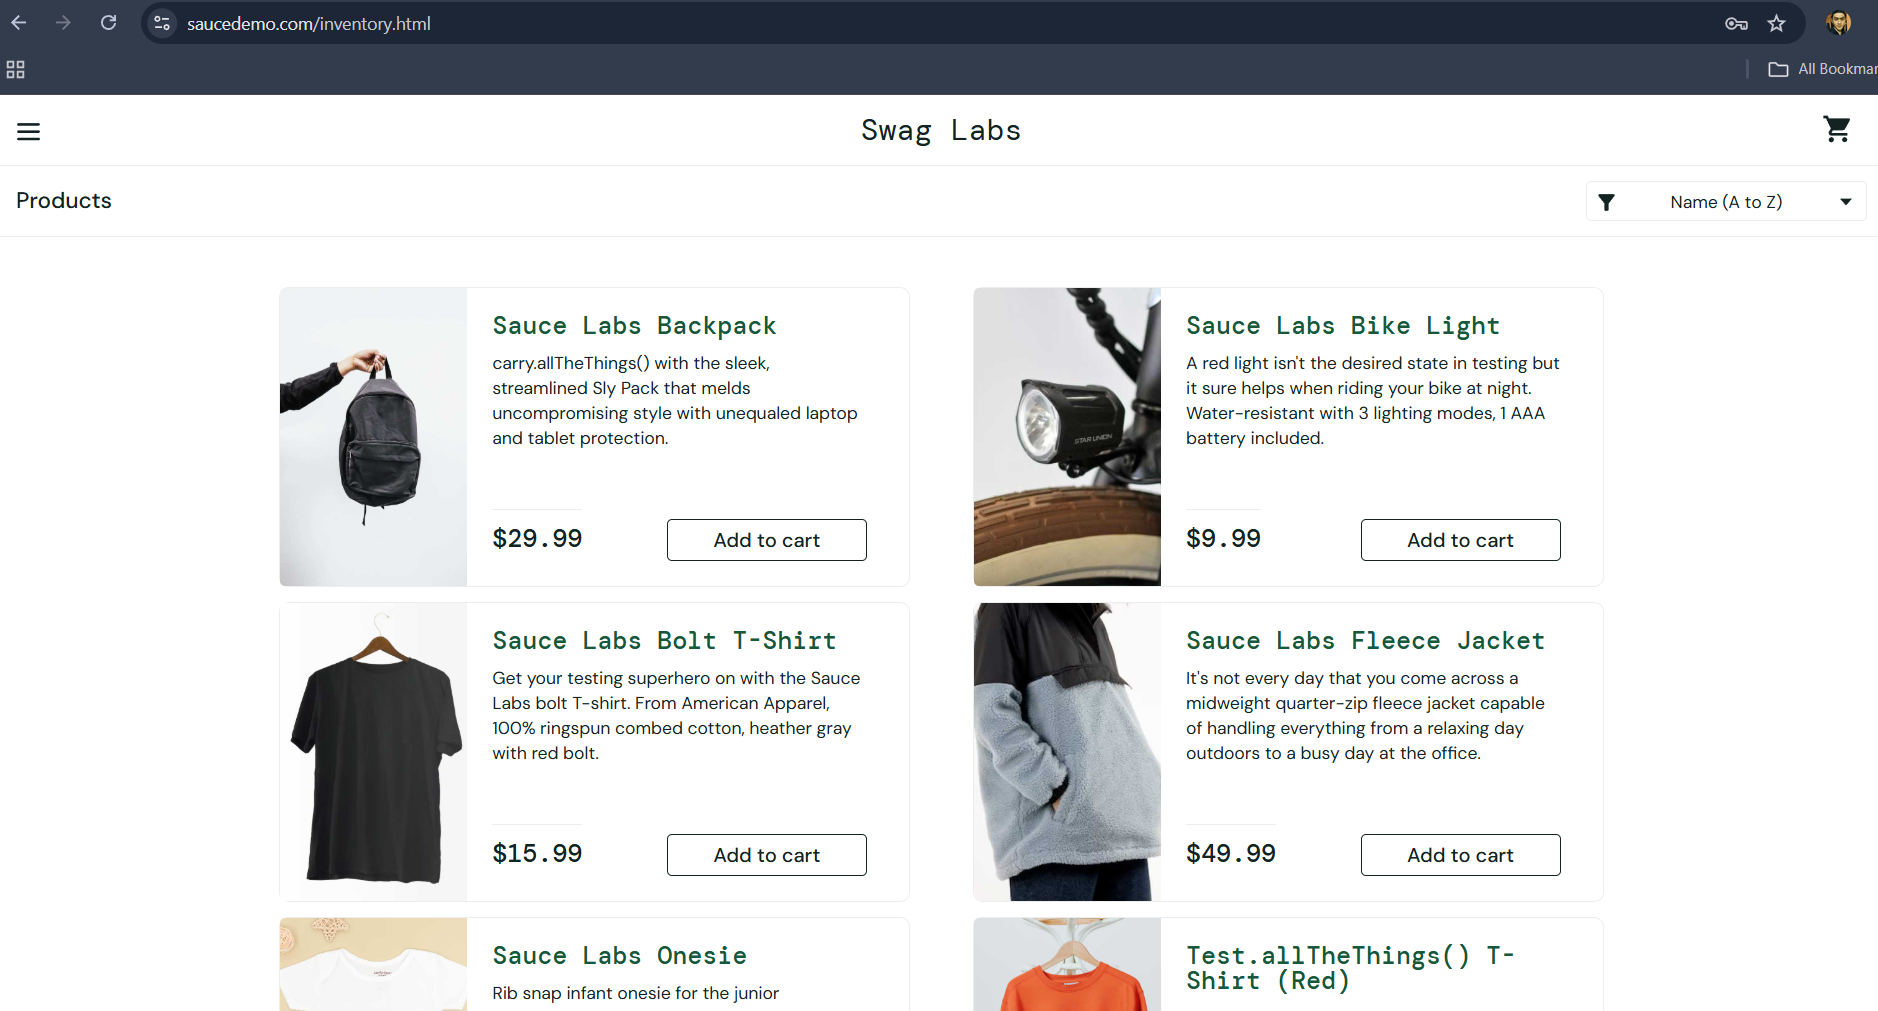 saucedemo.com/inventory.html
All Bookmar
Swag Labs
Products
Name (A to Z)
Sauce Labs Backpack
carry.allTheThings() with the sleek,
streamlined Sly Pack that melds
uncompromising style with unequaled laptop
and tablet protection.
$29.99
Add to cart
Sauce Labs Bike Light
A red light isn't the desired state in testing but
it sure helps when riding your bike at night.
Water-resistant with 3 lighting modes, 1 AAA
battery included.
STAR UNION
$9.99
Add to cart
Sauce Labs Bolt T-Shirt
Get your testing superhero on with the Sauce
Labs bolt T-shirt. From American Apparel,
100% ringspun combed cotton, heather gray
with red bolt.
$15.99
Add to cart
Sauce Labs Fleece Jacket
It's not every day that you come across a
midweight quarter-zip fleece jacket capable
of handling everything from a relaxing day
outdoors to a busy day at the office.
$49.99
Add to cart
Sauce Labs Onesie
Rib snap infant onesie for the junior
Test.allTheThings() T-
Shirt (Red)